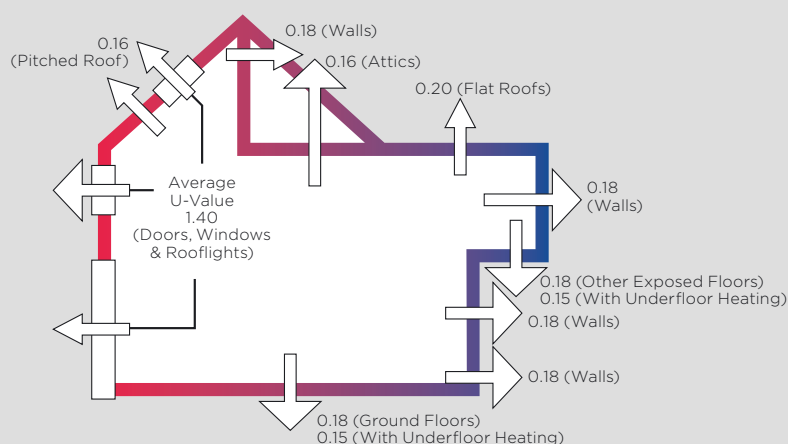 0.18 (Walls)
0.16
(Pitched Roof)
0.16 (Attics)
0.20 (Flat Roofs)
Average
U-Value
1.40
(Doors, Windows
& Rooflights)
0.18
(Walls)
0.18 (Other Exposed Floors)
0.15 (With Underfloor Heating)
0.18 (Walls)
0.18 (Walls)
0.18 (Ground Floors)
0.15 (With Underfloor Heating)